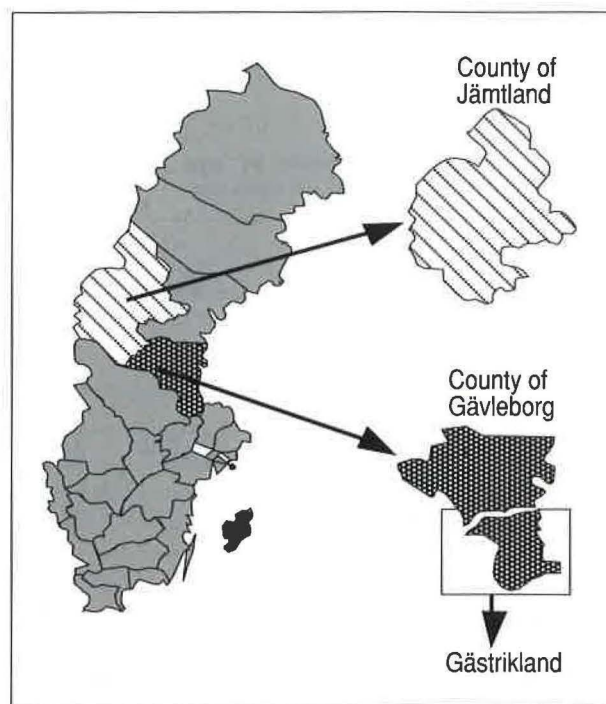 County of
Jämtland
County of
Gävleborg
Gästrikland